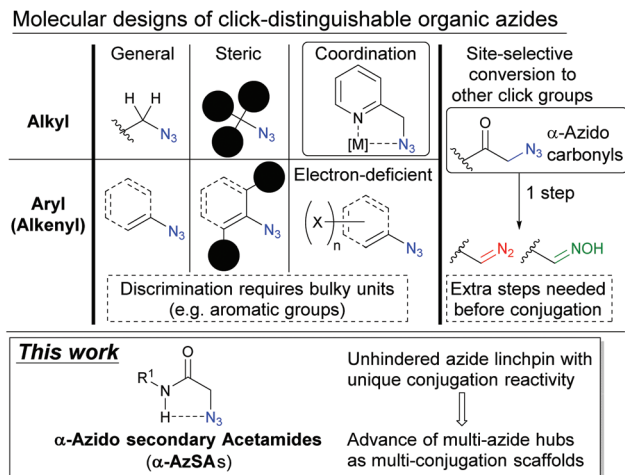 Molecular designs of click-distinguishable organic azides
General Steric Coordination
Site-selective
conversion to
other click groups
Alkyl
H H
N₃
N₃
N
[M] N₃
O
N₃
α-Azido
carbonyls
1 step
Aryl
(Alkenyl)
Electron-deficient
N₃
N₃
(X)n
N₃
N₂ NOH
Discrimination requires bulky units
(e.g. aromatic groups)
Extra steps needed
before conjugation
This work
O
R¹ N
H N₃
α-Azido secondary Acetamides
(α-AzSAs)
Unhindered azide linchpin with
unique conjugation reactivity
Advance of multi-azide hubs
as multi-conjugation scaffolds